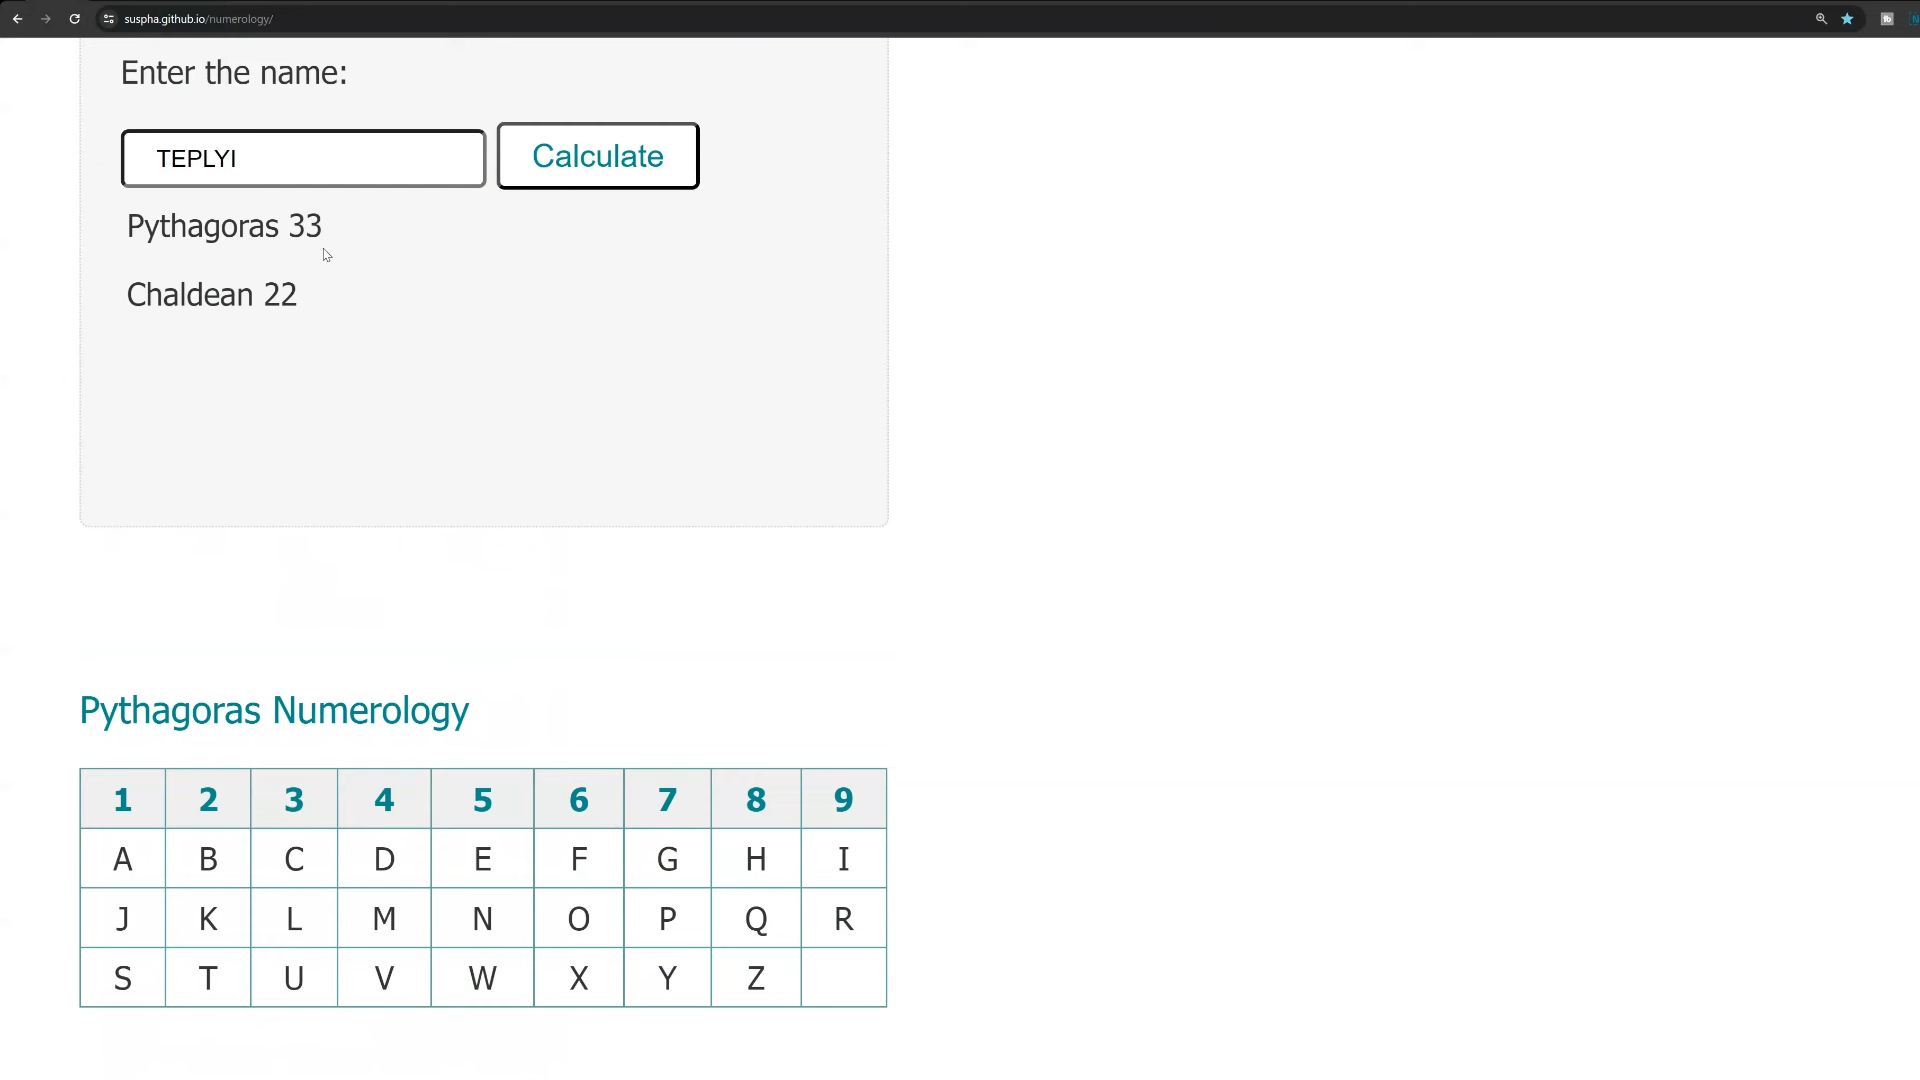 suspha.github.io/numerology/
Enter the name:
TEPLYI
Calculate
Pythagoras 33
Chaldean 22
Pythagoras Numerology
1 2 3 4 5 6 7 8 9
A B C D E F G H I
J K L M N O P Q R
S T U V W X Y Z